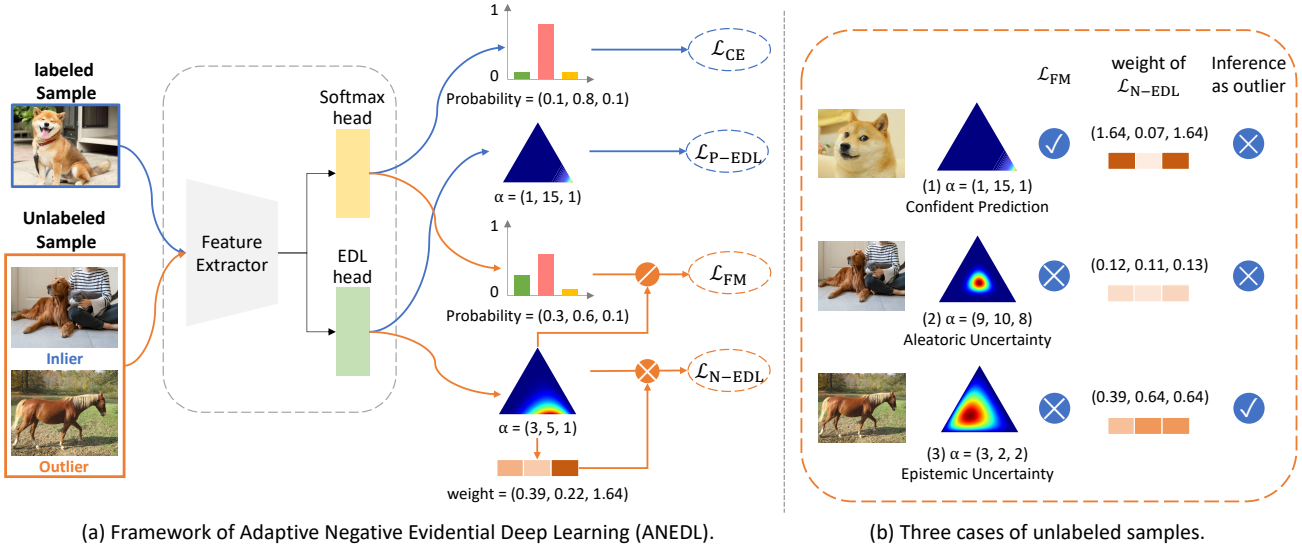 labeled
Sample
Unlabeled
Sample
Inlier
Outlier
Feature
Extractor
Softmax
head
EDL
head
1
0
Probability = (0.1, 0.8, 0.1)
α = (1, 15, 1)
1
0
Probability = (0.3, 0.6, 0.1)
α = (3, 5, 1)
weight = (0.39, 0.22, 1.64)
ℒCE
ℒP−EDL
ℒFM
ℒN−EDL
(a) Framework of Adaptive Negative Evidential Deep Learning (ANEDL).
ℒFM
weight of
ℒN−EDL
Inference
as outlier
(1.64, 0.07, 1.64)
(1) α = (1, 15, 1)
Confident Prediction
(0.12, 0.11, 0.13)
(2) α = (9, 10, 8)
Aleatoric Uncertainty
(0.39, 0.64, 0.64)
(3) α = (3, 2, 2)
Epistemic Uncertainty
(b) Three cases of unlabeled samples.